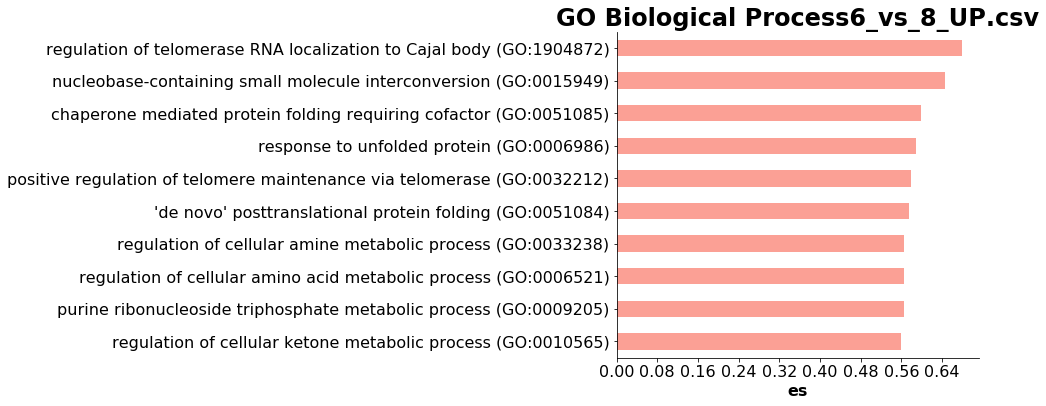 GO Biological Process6_vs_8_UP.csv
regulation of telomerase RNA localization to Cajal body (GO:1904872)
nucleobase-containing small molecule interconversion (GO:0015949)
chaperone mediated protein folding requiring cofactor (GO:0051085)
response to unfolded protein (GO:0006986)
positive regulation of telomere maintenance via telomerase (GO:0032212)
'de novo' posttranslational protein folding (GO:0051084)
regulation of cellular amine metabolic process (GO:0033238)
regulation of cellular amino acid metabolic process (GO:0006521)
purine ribonucleoside triphosphate metabolic process (GO:0009205)
regulation of cellular ketone metabolic process (GO:0010565)
0.00 0.08 0.16 0.24 0.32 0.40 0.48 0.56 0.64
es